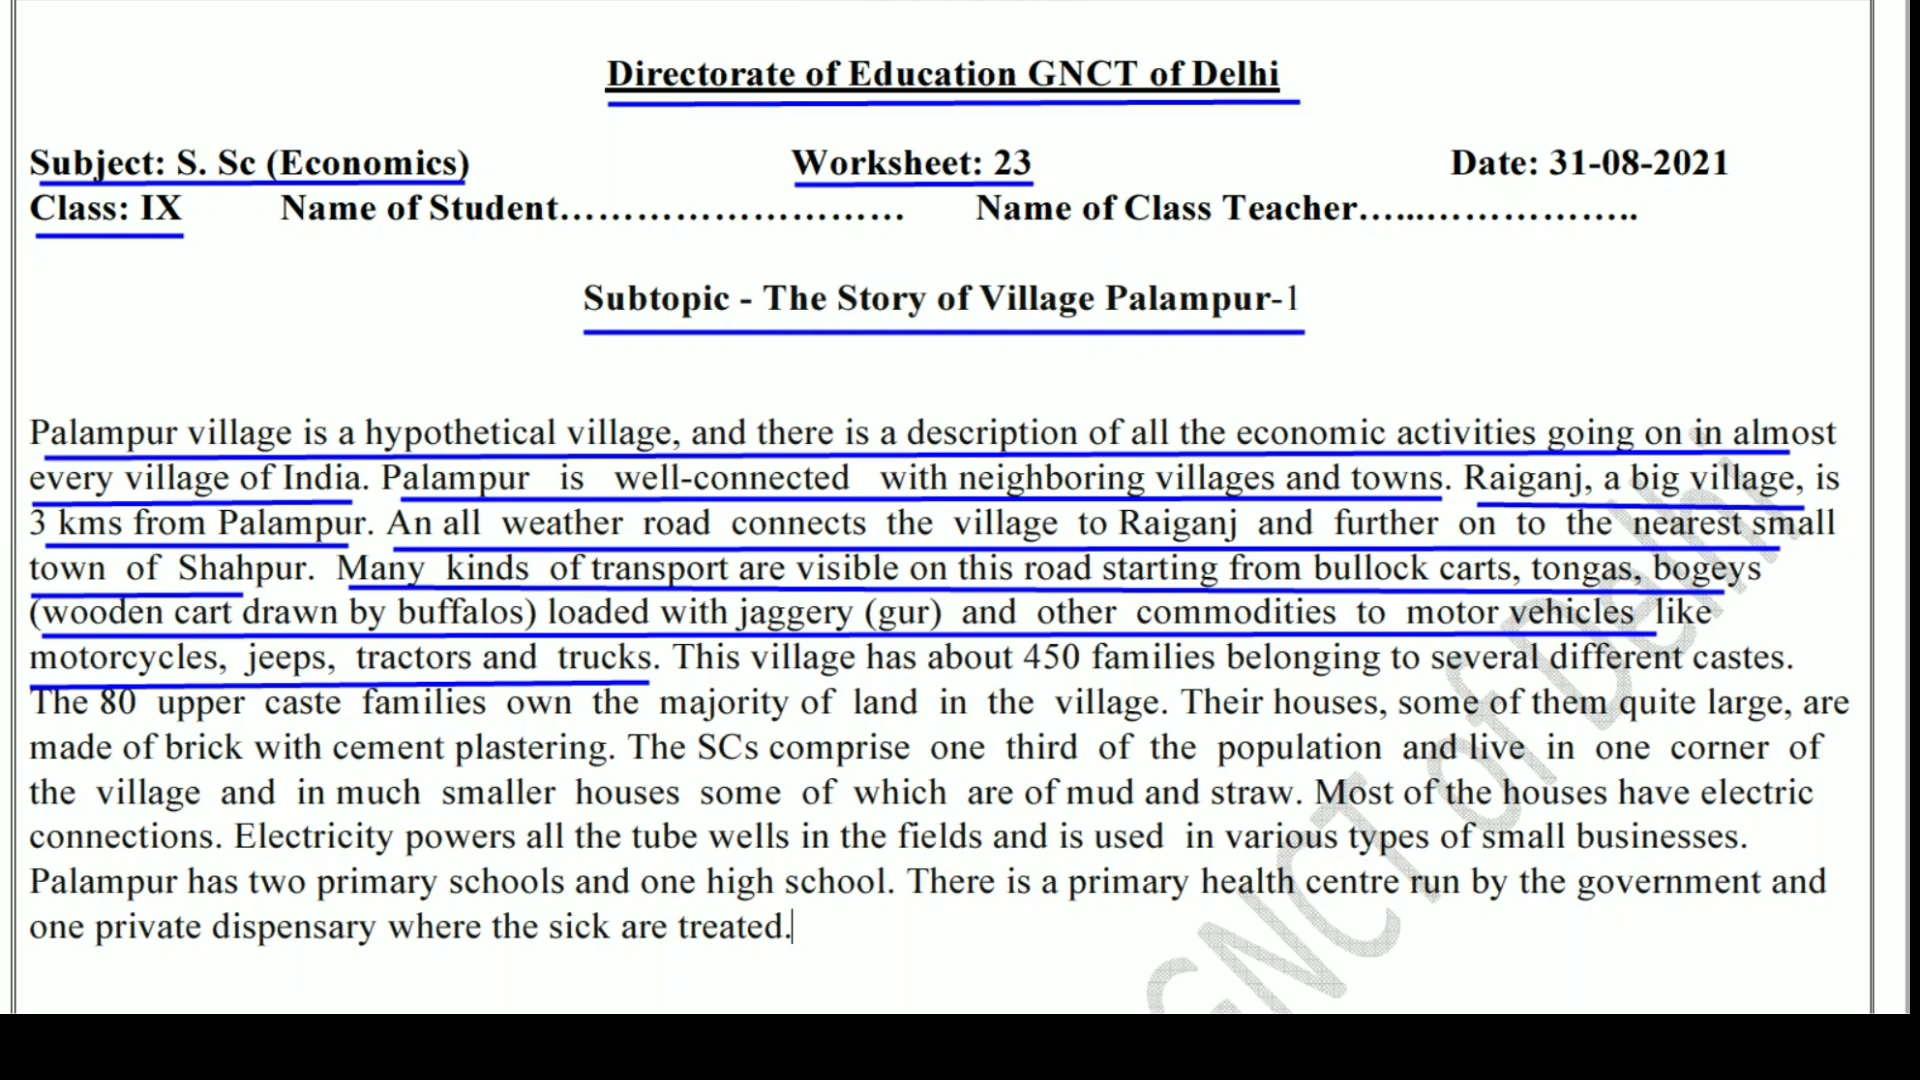 Directorate of Education GNCT of Delhi
Subject: S. Sc (Economics) Worksheet: 23 Date: 31-08-2021
Class: IX Name of Student........................... Name of Class Teacher......................
Subtopic - The Story of Village Palampur-1
Palampur village is a hypothetical village, and there is a description of all the economic activities going on in almost
every village of India. Palampur is well-connected with neighboring villages and towns. Raiganj, a big village, is
3 kms from Palampur. An all weather road connects the village to Raiganj and further on to the nearest small
town of Shahpur. Many kinds of transport are visible on this road starting from bullock carts, tongas, bogeys
(wooden cart drawn by buffalos) loaded with jaggery (gur) and other commodities to motor vehicles like
motorcycles, jeeps, tractors and trucks. This village has about 450 families belonging to several different castes.
The 80 upper caste families own the majority of land in the village. Their houses, some of them quite large, are
made of brick with cement plastering. The SCs comprise one third of the population and live in one corner of
the village and in much smaller houses some of which are of mud and straw. Most of the houses have electric
connections. Electricity powers all the tube wells in the fields and is used in various types of small businesses.
Palampur has two primary schools and one high school. There is a primary health centre run by the government and
one private dispensary where the sick are treated.
GNCT of Delhi